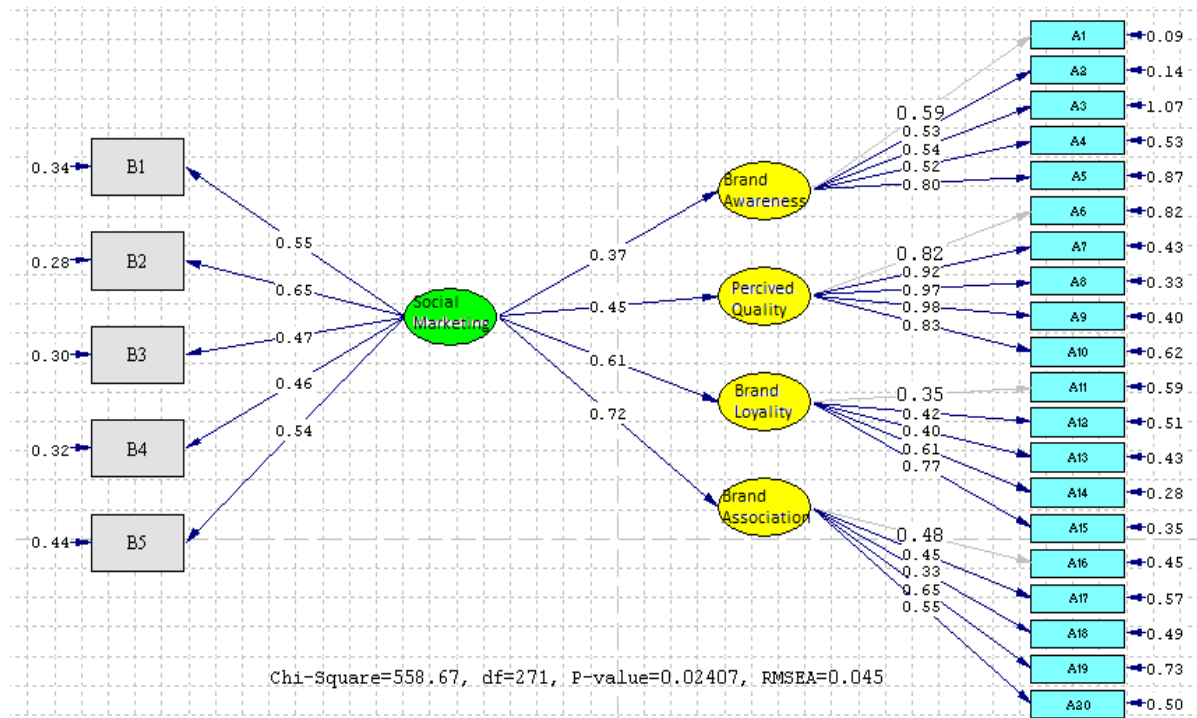 0.34
B1
0.28
B2
0.30
B3
0.32
B4
0.44
B5
0.55
0.65
0.47
0.46
0.54
Social
Marketing
0.37
0.45
0.61
0.72
Brand
Awareness
Percived
Quality
Brand
Loyality
Brand
Association
0.59
0.53
0.54
0.52
0.80
0.82
0.92
0.97
0.98
0.83
0.35
0.42
0.40
0.61
0.77
0.48
0.45
0.33
0.65
0.55
A1 0.09
A2 0.14
A3 1.07
A4 0.53
A5 0.87
A6 0.82
A7 0.43
A8 0.33
A9 0.40
A10 0.62
A11 0.59
A12 0.51
A13 0.43
A14 0.28
A15 0.35
A16 0.45
A17 0.57
A18 0.49
A19 0.73
A20 0.50
Chi-Square=558.67, df=271, P-value=0.02407, RMSEA=0.045